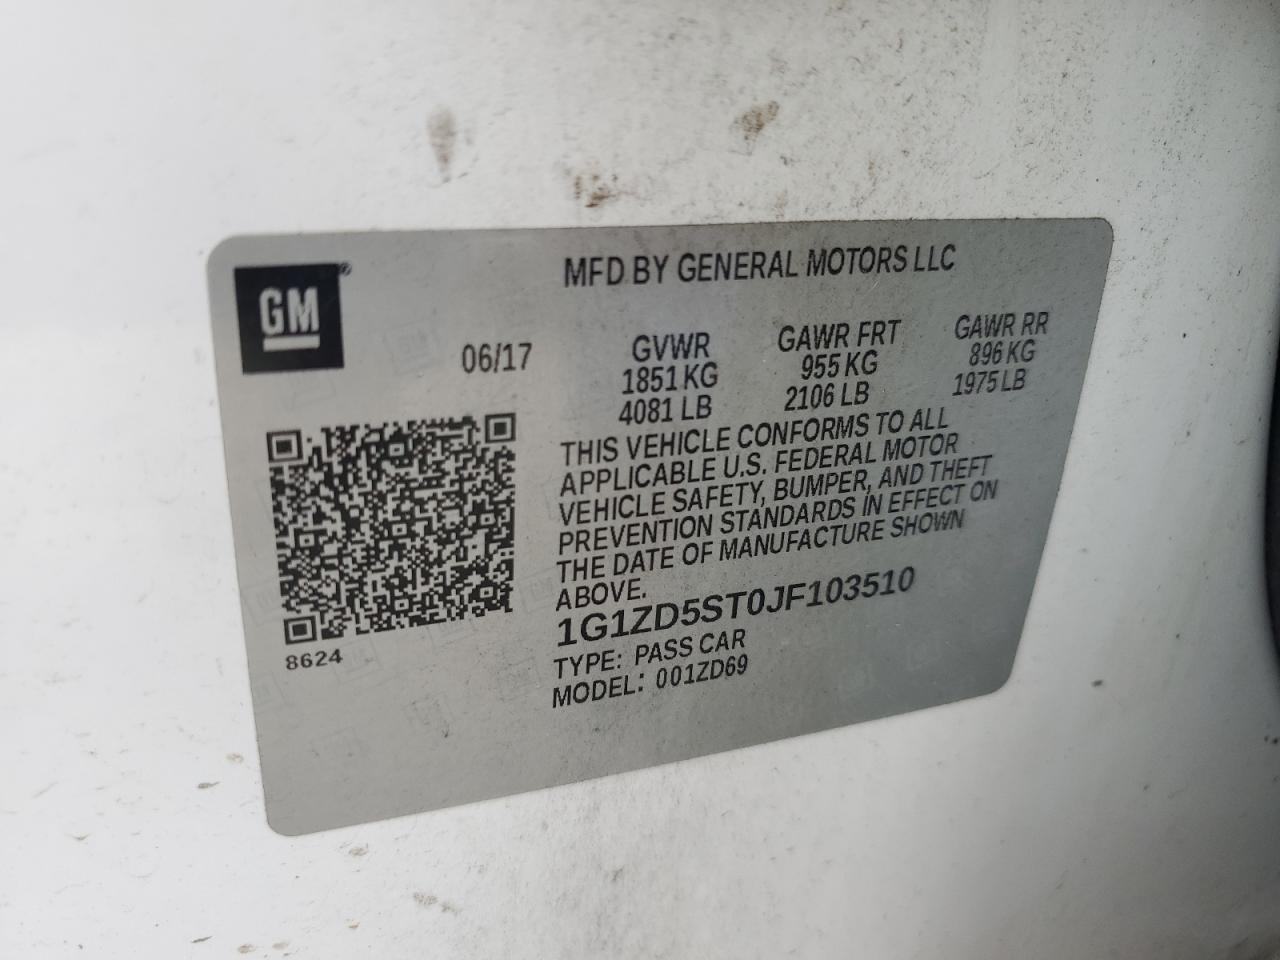 MFD BY GENERAL MOTORS LLC
GM®
06/17
GVWR
1851 KG
4081 LB
GAWR FRT
955 KG
2106 LB
GAWR RR
896 KG
1975 LB
THIS VEHICLE CONFORMS TO ALL
APPLICABLE U.S. FEDERAL MOTOR
VEHICLE SAFETY, BUMPER, AND THEFT
PREVENTION STANDARDS IN EFFECT ON
THE DATE OF MANUFACTURE SHOWN
ABOVE.
1G1ZD5ST0JF103510
TYPE: PASS CAR
MODEL: 001ZD69
8624